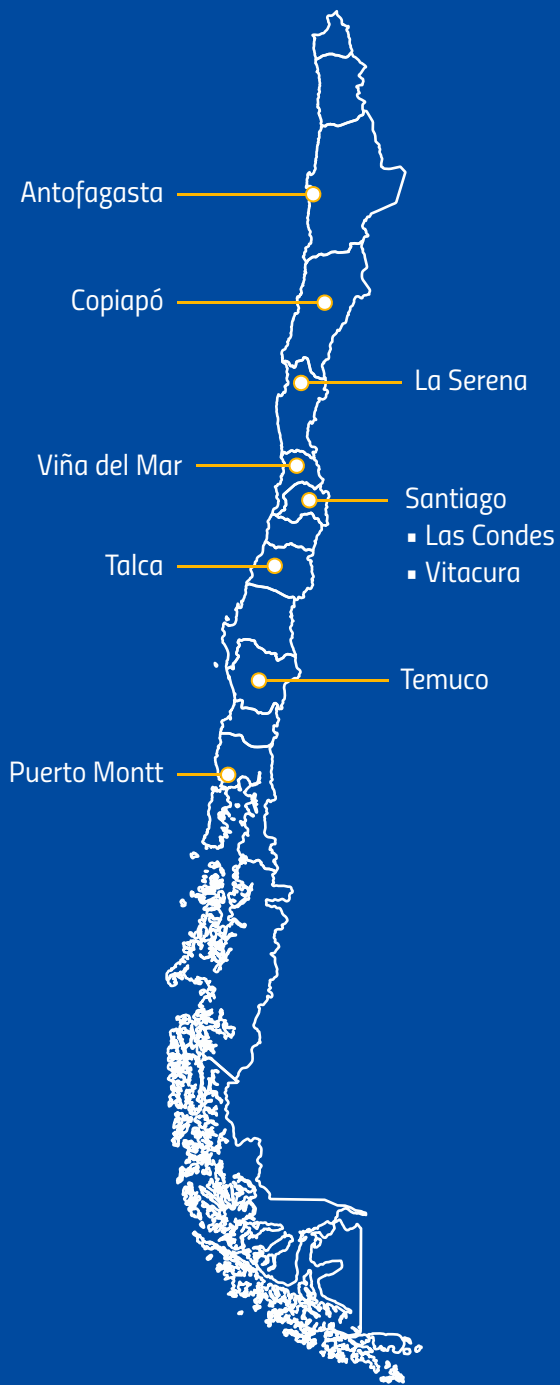 Antofagasta
Copiapó
La Serena
Viña del Mar
Santiago
▪ Las Condes
▪ Vitacura
Talca
Temuco
Puerto Montt